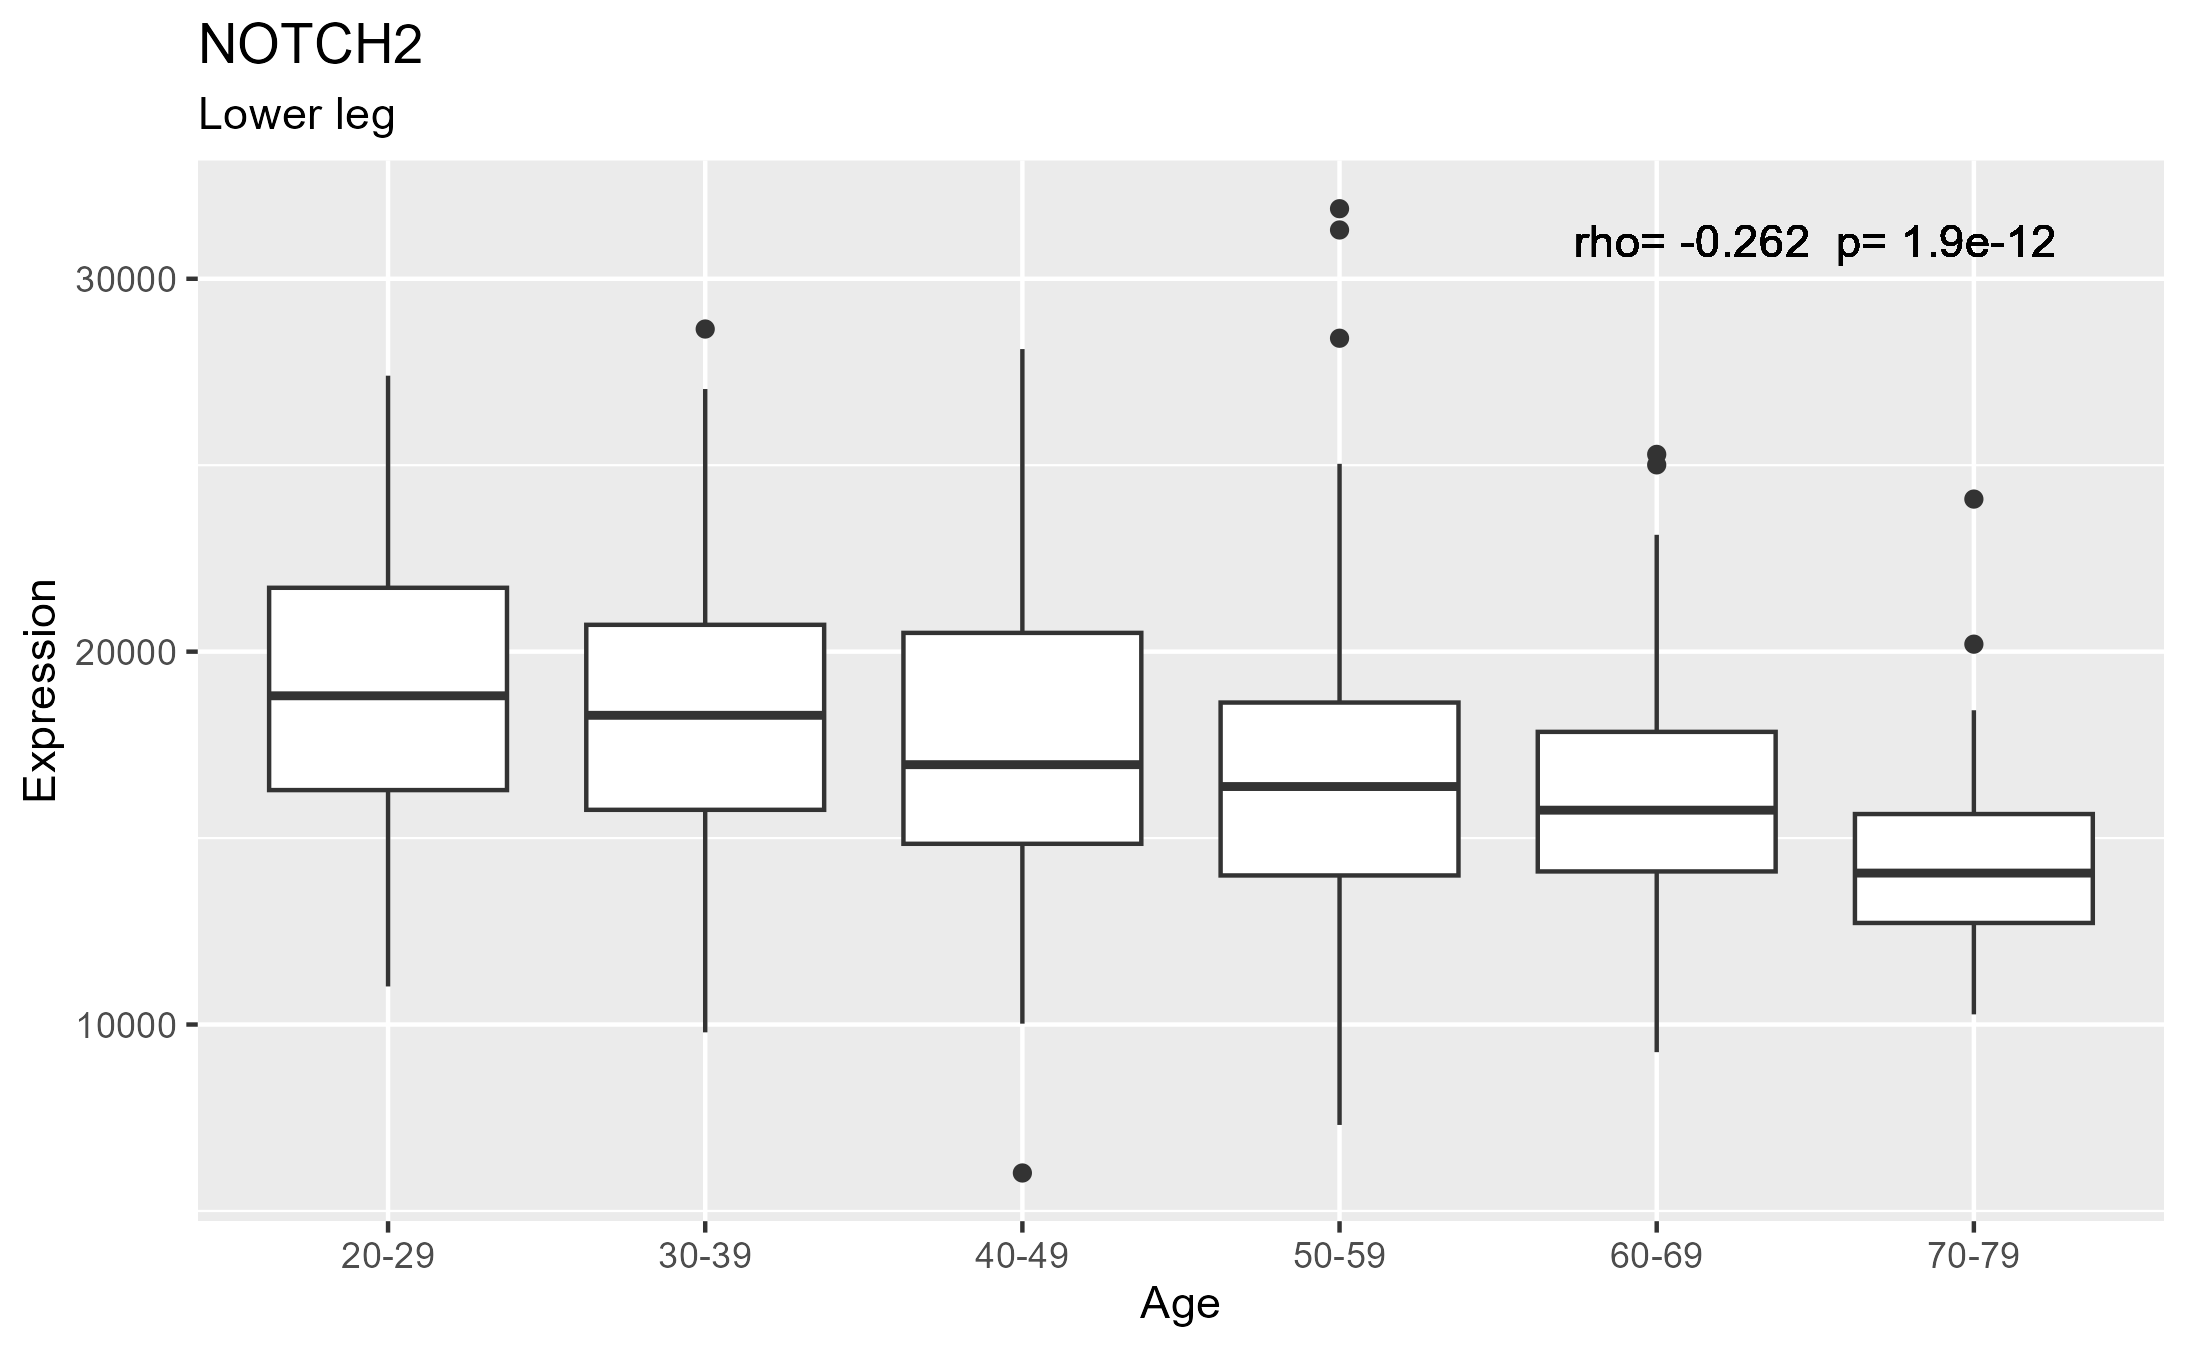 NOTCH2
Lower leg
rho= -0.262  p= 1.9e-12
30000
20000
10000
Expression
20-29 30-39 40-49 50-59 60-69 70-79
Age